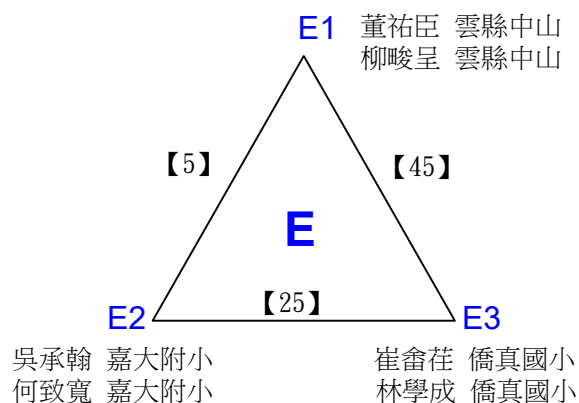 E1
董祐臣 雲縣中山
柳畯呈 雲縣中山
【5】
【45】
E
【25】
E2
E3
吳承翰 嘉大附小
何致寬 嘉大附小
崔畬荏 僑真國小
林學成 僑真國小